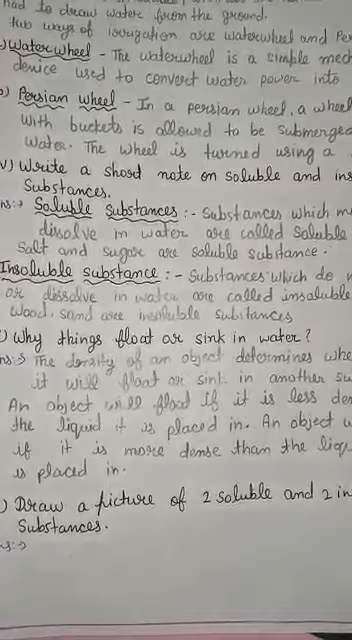 had to draw water from the ground.
two ways of irrigation are waterwheel and Per
) Waterwheel - The waterwheel is a simple mech
device used to convert water power into
) Persian wheel - In a persian wheel, a wheel
with buckets is allowed to be submerged
water. The wheel is turned using a
v) Write a short note on soluble and ins
Substances.
ns:→ Soluble substances :- Substances which m
dissolve in water are called soluble
Salt and sugar are soluble substance.
Insoluble substance :- Substances which do n
or dissolve in water are called insoluble
Wood, sand are insoluble substances
) Why things float or sink in water?
ns:→ The density of an object determines whe
it will float or sink in another su
An object will float if it is less den
the liquid it is placed in. An object w
if it is more dense than the liqu
is placed in.
) Draw a picture of 2 soluble and 2 in
Substances.
ns:→